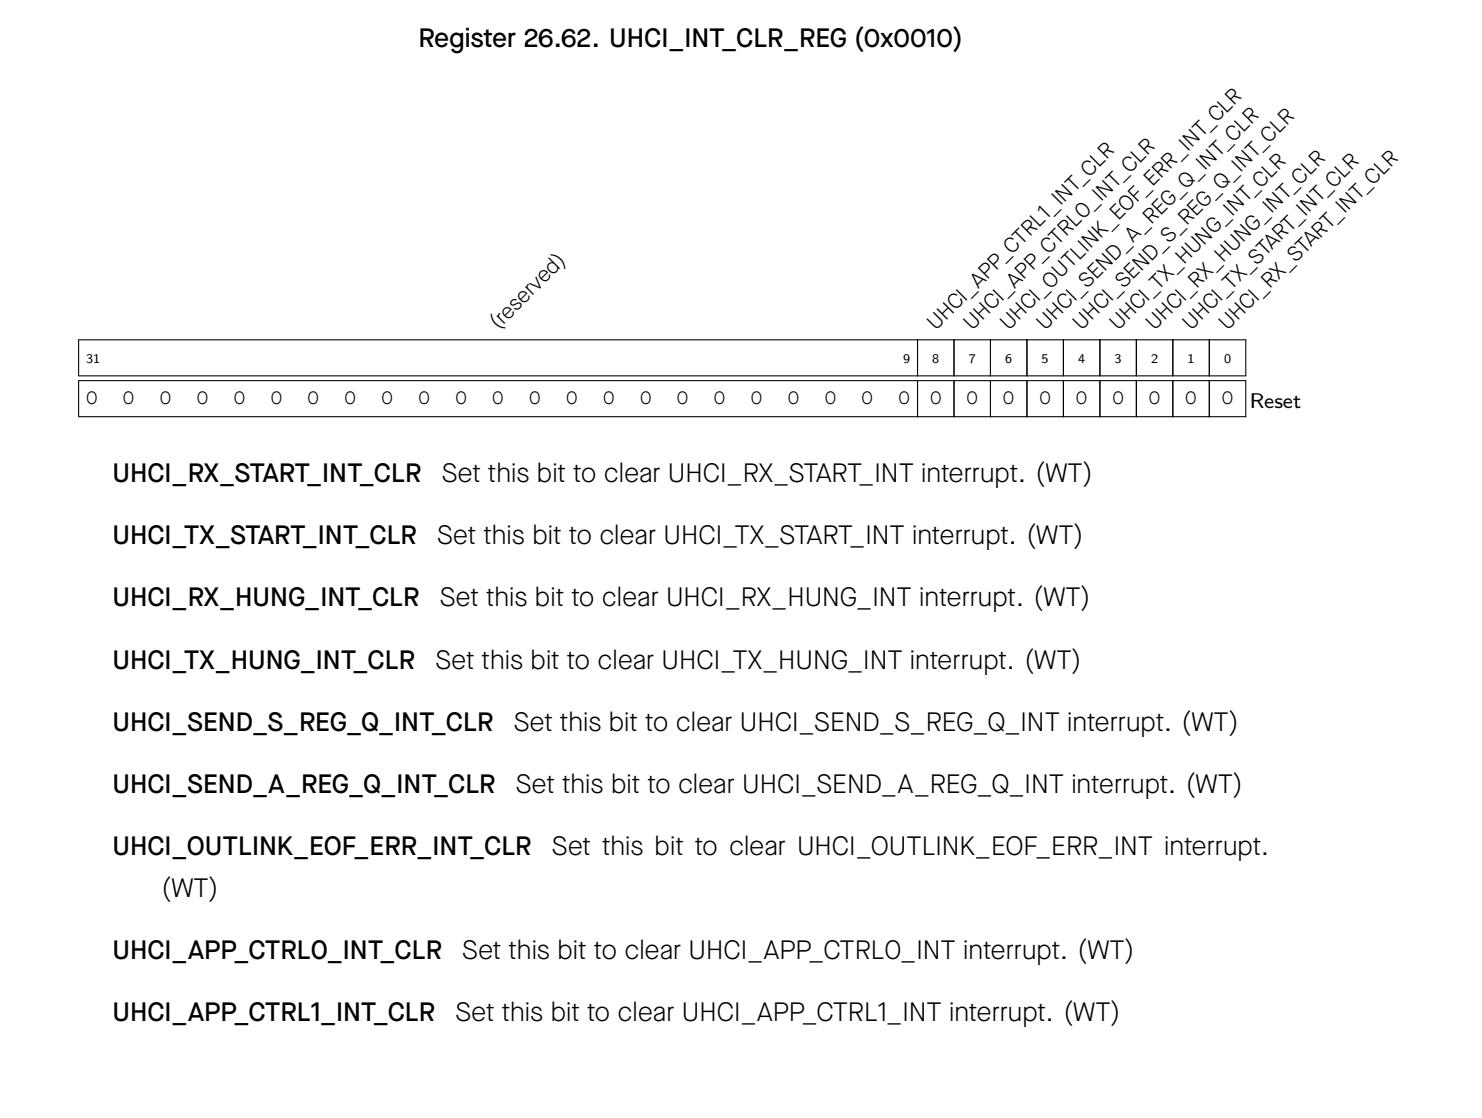 Register 26.62. UHCI_INT_CLR_REG (0x0010)
(reserved)
UHCI_APP_CTRL1_INT_CLR
UHCI_APP_CTRL0_INT_CLR
UHCI_OUTLINK_EOF_ERR_INT_CLR
UHCI_SEND_A_REG_Q_INT_CLR
UHCI_SEND_S_REG_Q_INT_CLR
UHCI_TX_HUNG_INT_CLR
UHCI_RX_HUNG_INT_CLR
UHCI_TX_START_INT_CLR
UHCI_RX_START_INT_CLR
31 9 8 7 6 5 4 3 2 1 0
0 0 0 0 0 0 0 0 0 0 0 0 0 0 0 0 0 0 0 0 0 0 0 0 0 0 0 0 0 0 0 0 Reset
UHCI_RX_START_INT_CLR Set this bit to clear UHCI_RX_START_INT interrupt. (WT)
UHCI_TX_START_INT_CLR Set this bit to clear UHCI_TX_START_INT interrupt. (WT)
UHCI_RX_HUNG_INT_CLR Set this bit to clear UHCI_RX_HUNG_INT interrupt. (WT)
UHCI_TX_HUNG_INT_CLR Set this bit to clear UHCI_TX_HUNG_INT interrupt. (WT)
UHCI_SEND_S_REG_Q_INT_CLR Set this bit to clear UHCI_SEND_S_REG_Q_INT interrupt. (WT)
UHCI_SEND_A_REG_Q_INT_CLR Set this bit to clear UHCI_SEND_A_REG_Q_INT interrupt. (WT)
UHCI_OUTLINK_EOF_ERR_INT_CLR Set this bit to clear UHCI_OUTLINK_EOF_ERR_INT interrupt.
(WT)
UHCI_APP_CTRL0_INT_CLR Set this bit to clear UHCI_APP_CTRL0_INT interrupt. (WT)
UHCI_APP_CTRL1_INT_CLR Set this bit to clear UHCI_APP_CTRL1_INT interrupt. (WT)